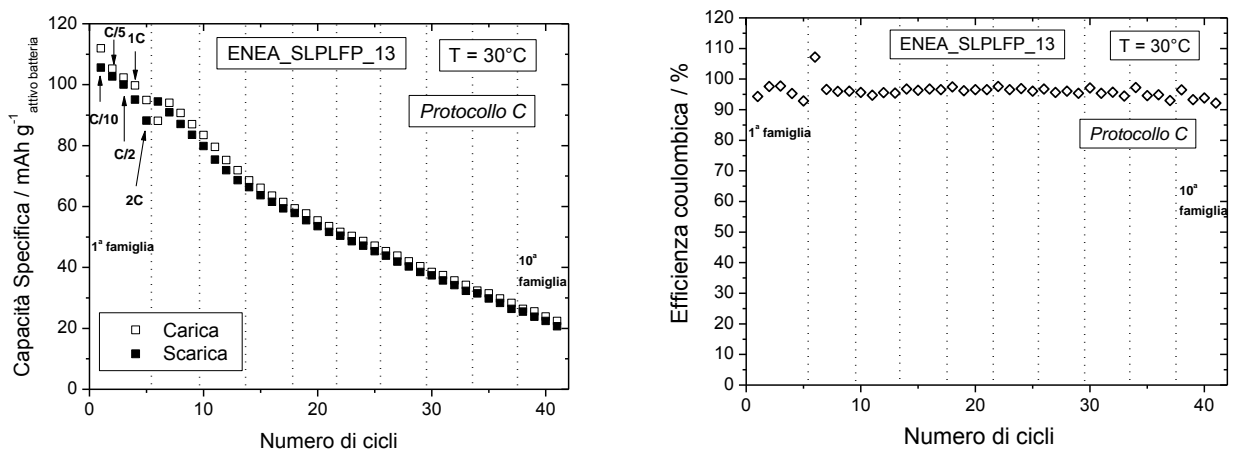 120
100
80
60
40
20
0
Capacità Specifica / mAh g⁻¹ attivo batteria
C/5
1C
ENEA_SLPLFP_13
T = 30°C
Protocollo C
C/10
C/2
2C
1ª famiglia
10ª
famiglia
Carica
Scarica
0 10 20 30 40
Numero di cicli
120
110
100
90
80
70
60
50
40
30
20
10
0
Efficienza coulombica / %
ENEA_SLPLFP_13
T = 30°C
1ª famiglia
Protocollo C
10ª
famiglia
0 10 20 30 40
Numero di cicli